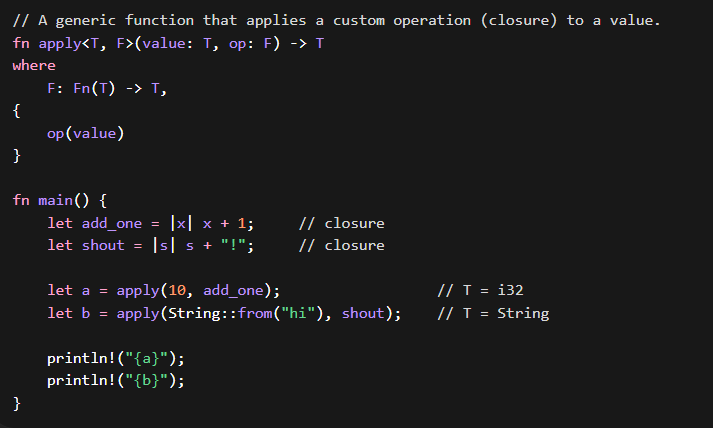 // A generic function that applies a custom operation (closure) to a value.
fn apply<T, F>(value: T, op: F) -> T
where
    F: Fn(T) -> T,
{
    op(value)
}

fn main() {
    let add_one = |x| x + 1;     // closure
    let shout = |s| s + "!";     // closure

    let a = apply(10, add_one);                  // T = i32
    let b = apply(String::from("hi"), shout);    // T = String

    println!("{a}");
    println!("{b}");
}